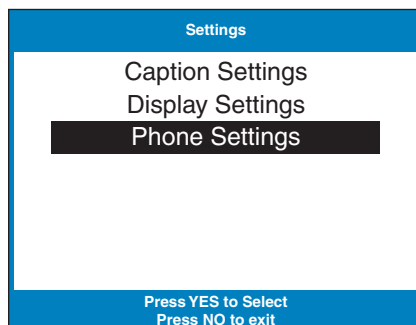 Settings
Caption Settings
Display Settings
Phone Settings
Press YES to Select
Press NO to exit